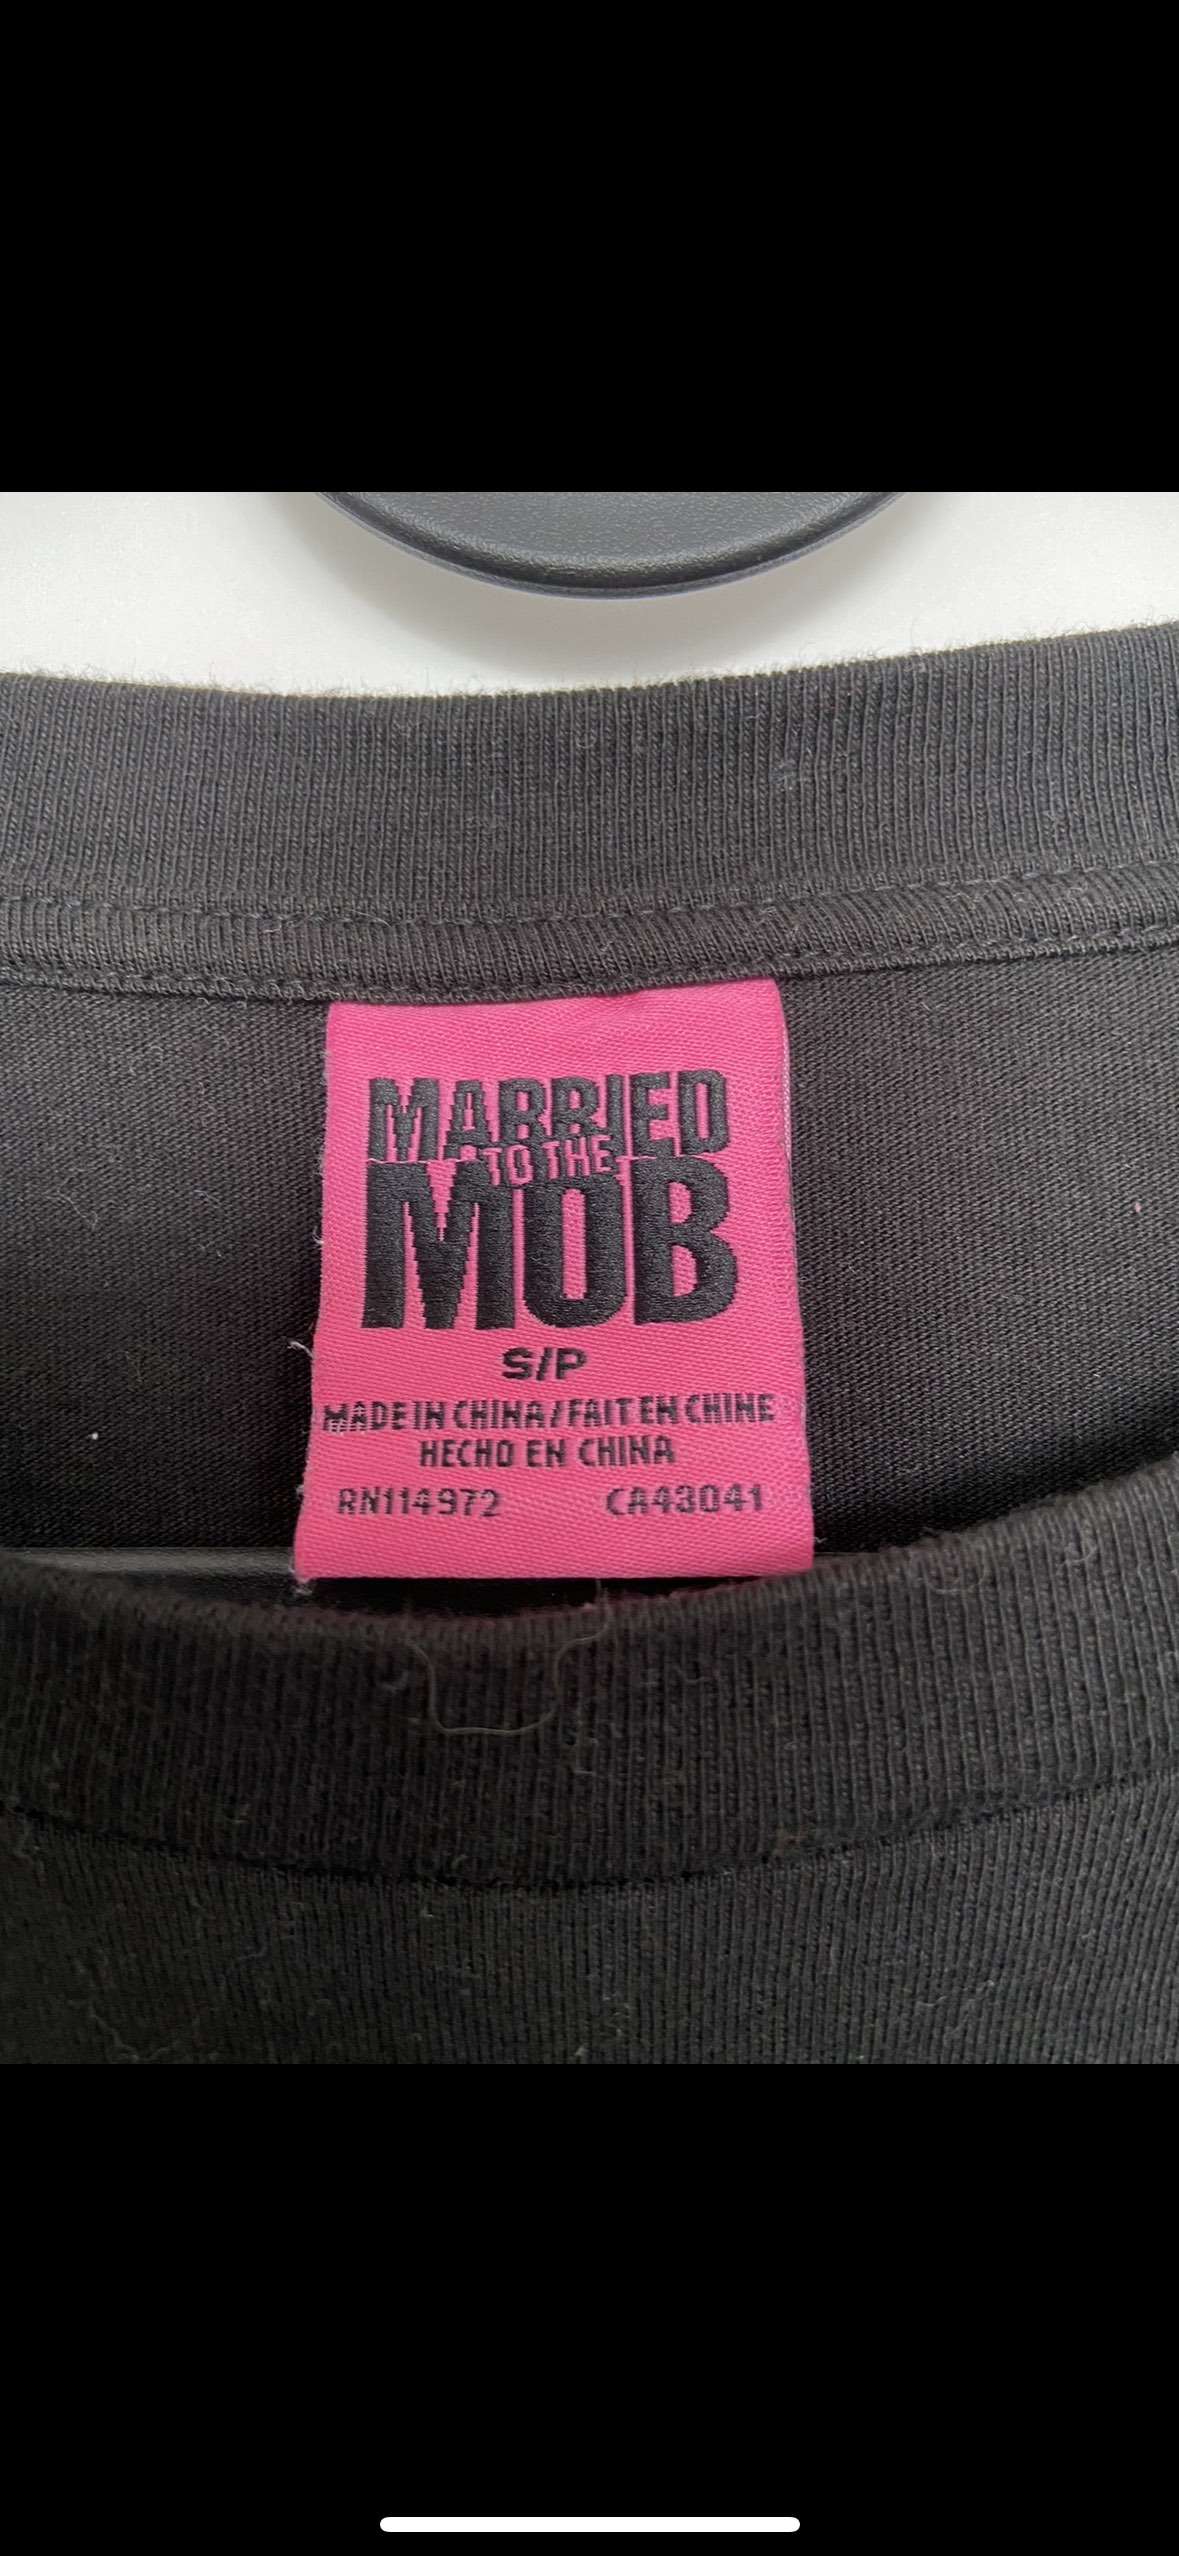 MARRIED
TO THE
MOB
S/P
MADE IN CHINA/FAIT EN CHINE
HECHO EN CHINA
RN114972 CA43041